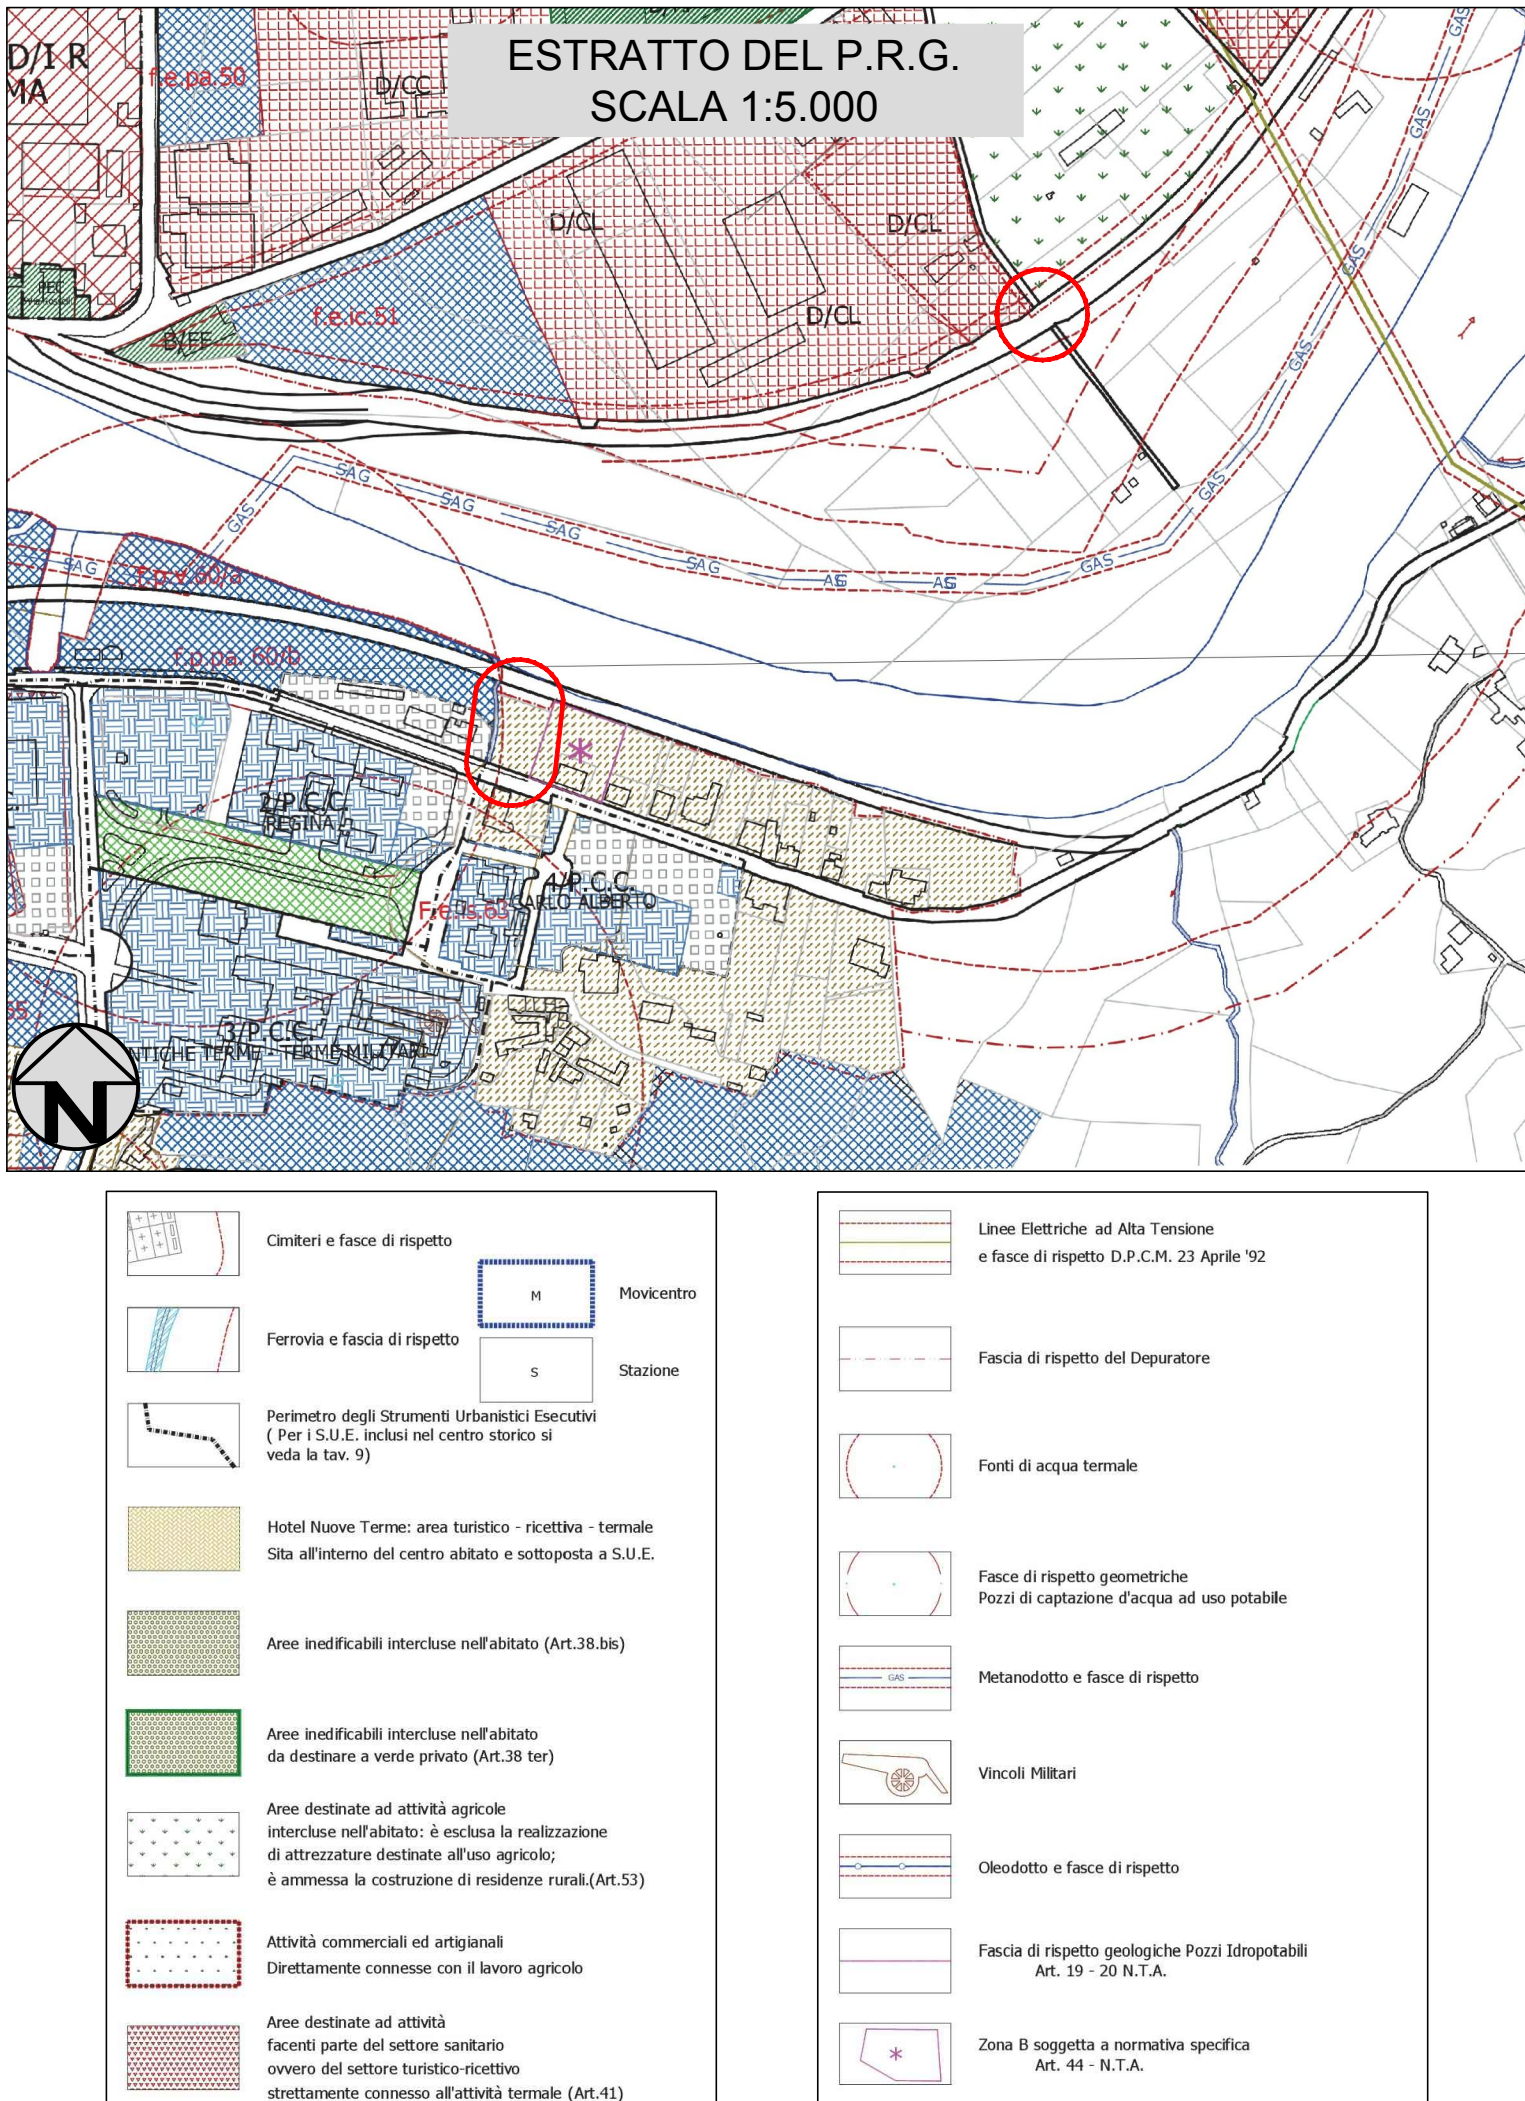 ESTRATTO DEL P.R.G.
SCALA 1:5.000
D/I R
MA
f.e.pa.50
D/CC
GAS
GAS
D/CL
D/CL
GAS
PEC
f.e.ic.51
D/CL
B/EE
GAS
SAG
SAG
GAS
GAS
SAG
SAG
SAG
AS
AS
GAS
f.p.v.60/a
f.p.pa. 60/b
*
2/P.C.C.
REGINA
4/P.C.C.
CARLO ALBERTO
F.e.is.63
3/P.C.C.
TICHE TERME - TERME MILITARI
N
Cimiteri e fasce di rispetto
M
Movicentro
Ferrovia e fascia di rispetto
S
Stazione
Perimetro degli Strumenti Urbanistici Esecutivi
( Per i S.U.E. inclusi nel centro storico si
veda la tav. 9)
Hotel Nuove Terme: area turistico - ricettiva - termale
Sita all'interno del centro abitato e sottoposta a S.U.E.
Aree inedificabili intercluse nell'abitato (Art.38.bis)
Aree inedificabili intercluse nell'abitato
da destinare a verde privato (Art.38 ter)
Aree destinate ad attività agricole
intercluse nell'abitato: è esclusa la realizzazione
di attrezzature destinate all'uso agricolo;
è ammessa la costruzione di residenze rurali.(Art.53)
Attività commerciali ed artigianali
Direttamente connesse con il lavoro agricolo
Aree destinate ad attività
facenti parte del settore sanitario
ovvero del settore turistico-ricettivo
strettamente connesso all'attività termale (Art.41)
Linee Elettriche ad Alta Tensione
e fasce di rispetto D.P.C.M. 23 Aprile '92
Fascia di rispetto del Depuratore
Fonti di acqua termale
Fasce di rispetto geometriche
Pozzi di captazione d'acqua ad uso potabile
GAS
Metanodotto e fasce di rispetto
Vincoli Militari
Oleodotto e fasce di rispetto
Fascia di rispetto geologiche Pozzi Idropotabili
Art. 19 - 20 N.T.A.
*
Zona B soggetta a normativa specifica
Art. 44 - N.T.A.